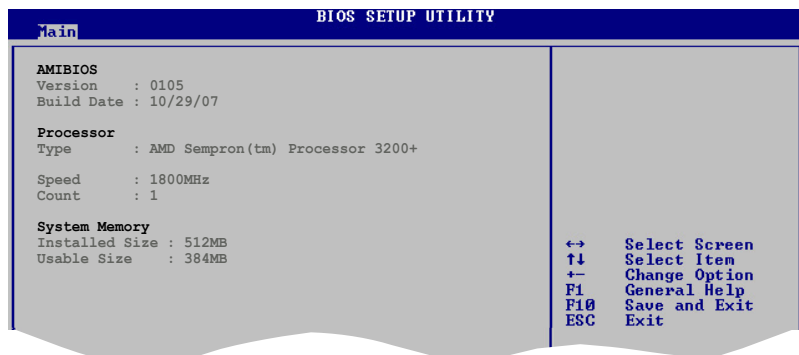 BIOS SETUP UTILITY
Main
AMIBIOS
Version : 0105
Build Date : 10/29/07
Processor
Type : AMD Sempron(tm) Processor 3200+
Speed : 1800MHz
Count : 1
System Memory
Installed Size : 512MB
Usable Size : 384MB
←→ Select Screen
↑↓ Select Item
+- Change Option
F1 General Help
F10 Save and Exit
ESC Exit